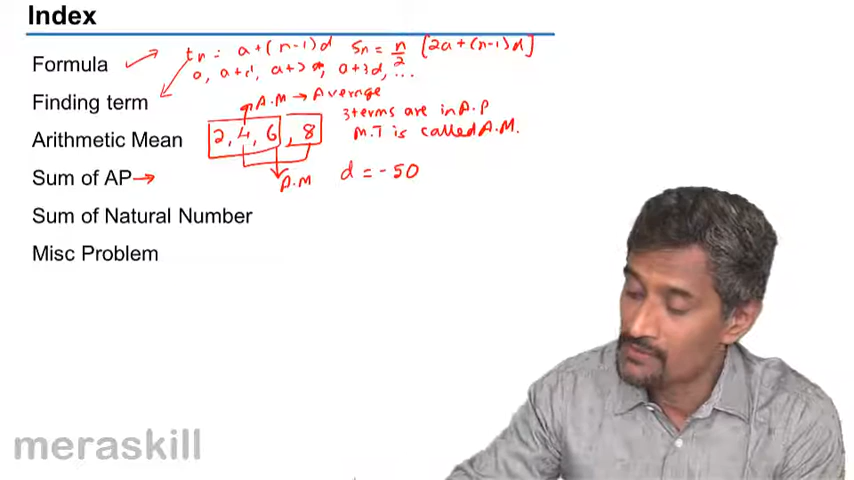 Index
Formula
tn = a+(n-1)d Sn = n/2 [2a+(n-1)d]
a, a+d, a+2d, a+3d, ...
Finding term
A.M → Average
3 terms are in A.P
M.T is called A.M.
Arithmetic Mean
2, 4, 6, 8
Sum of AP →
A.M
d = -50
Sum of Natural Number
Misc Problem
meraskill